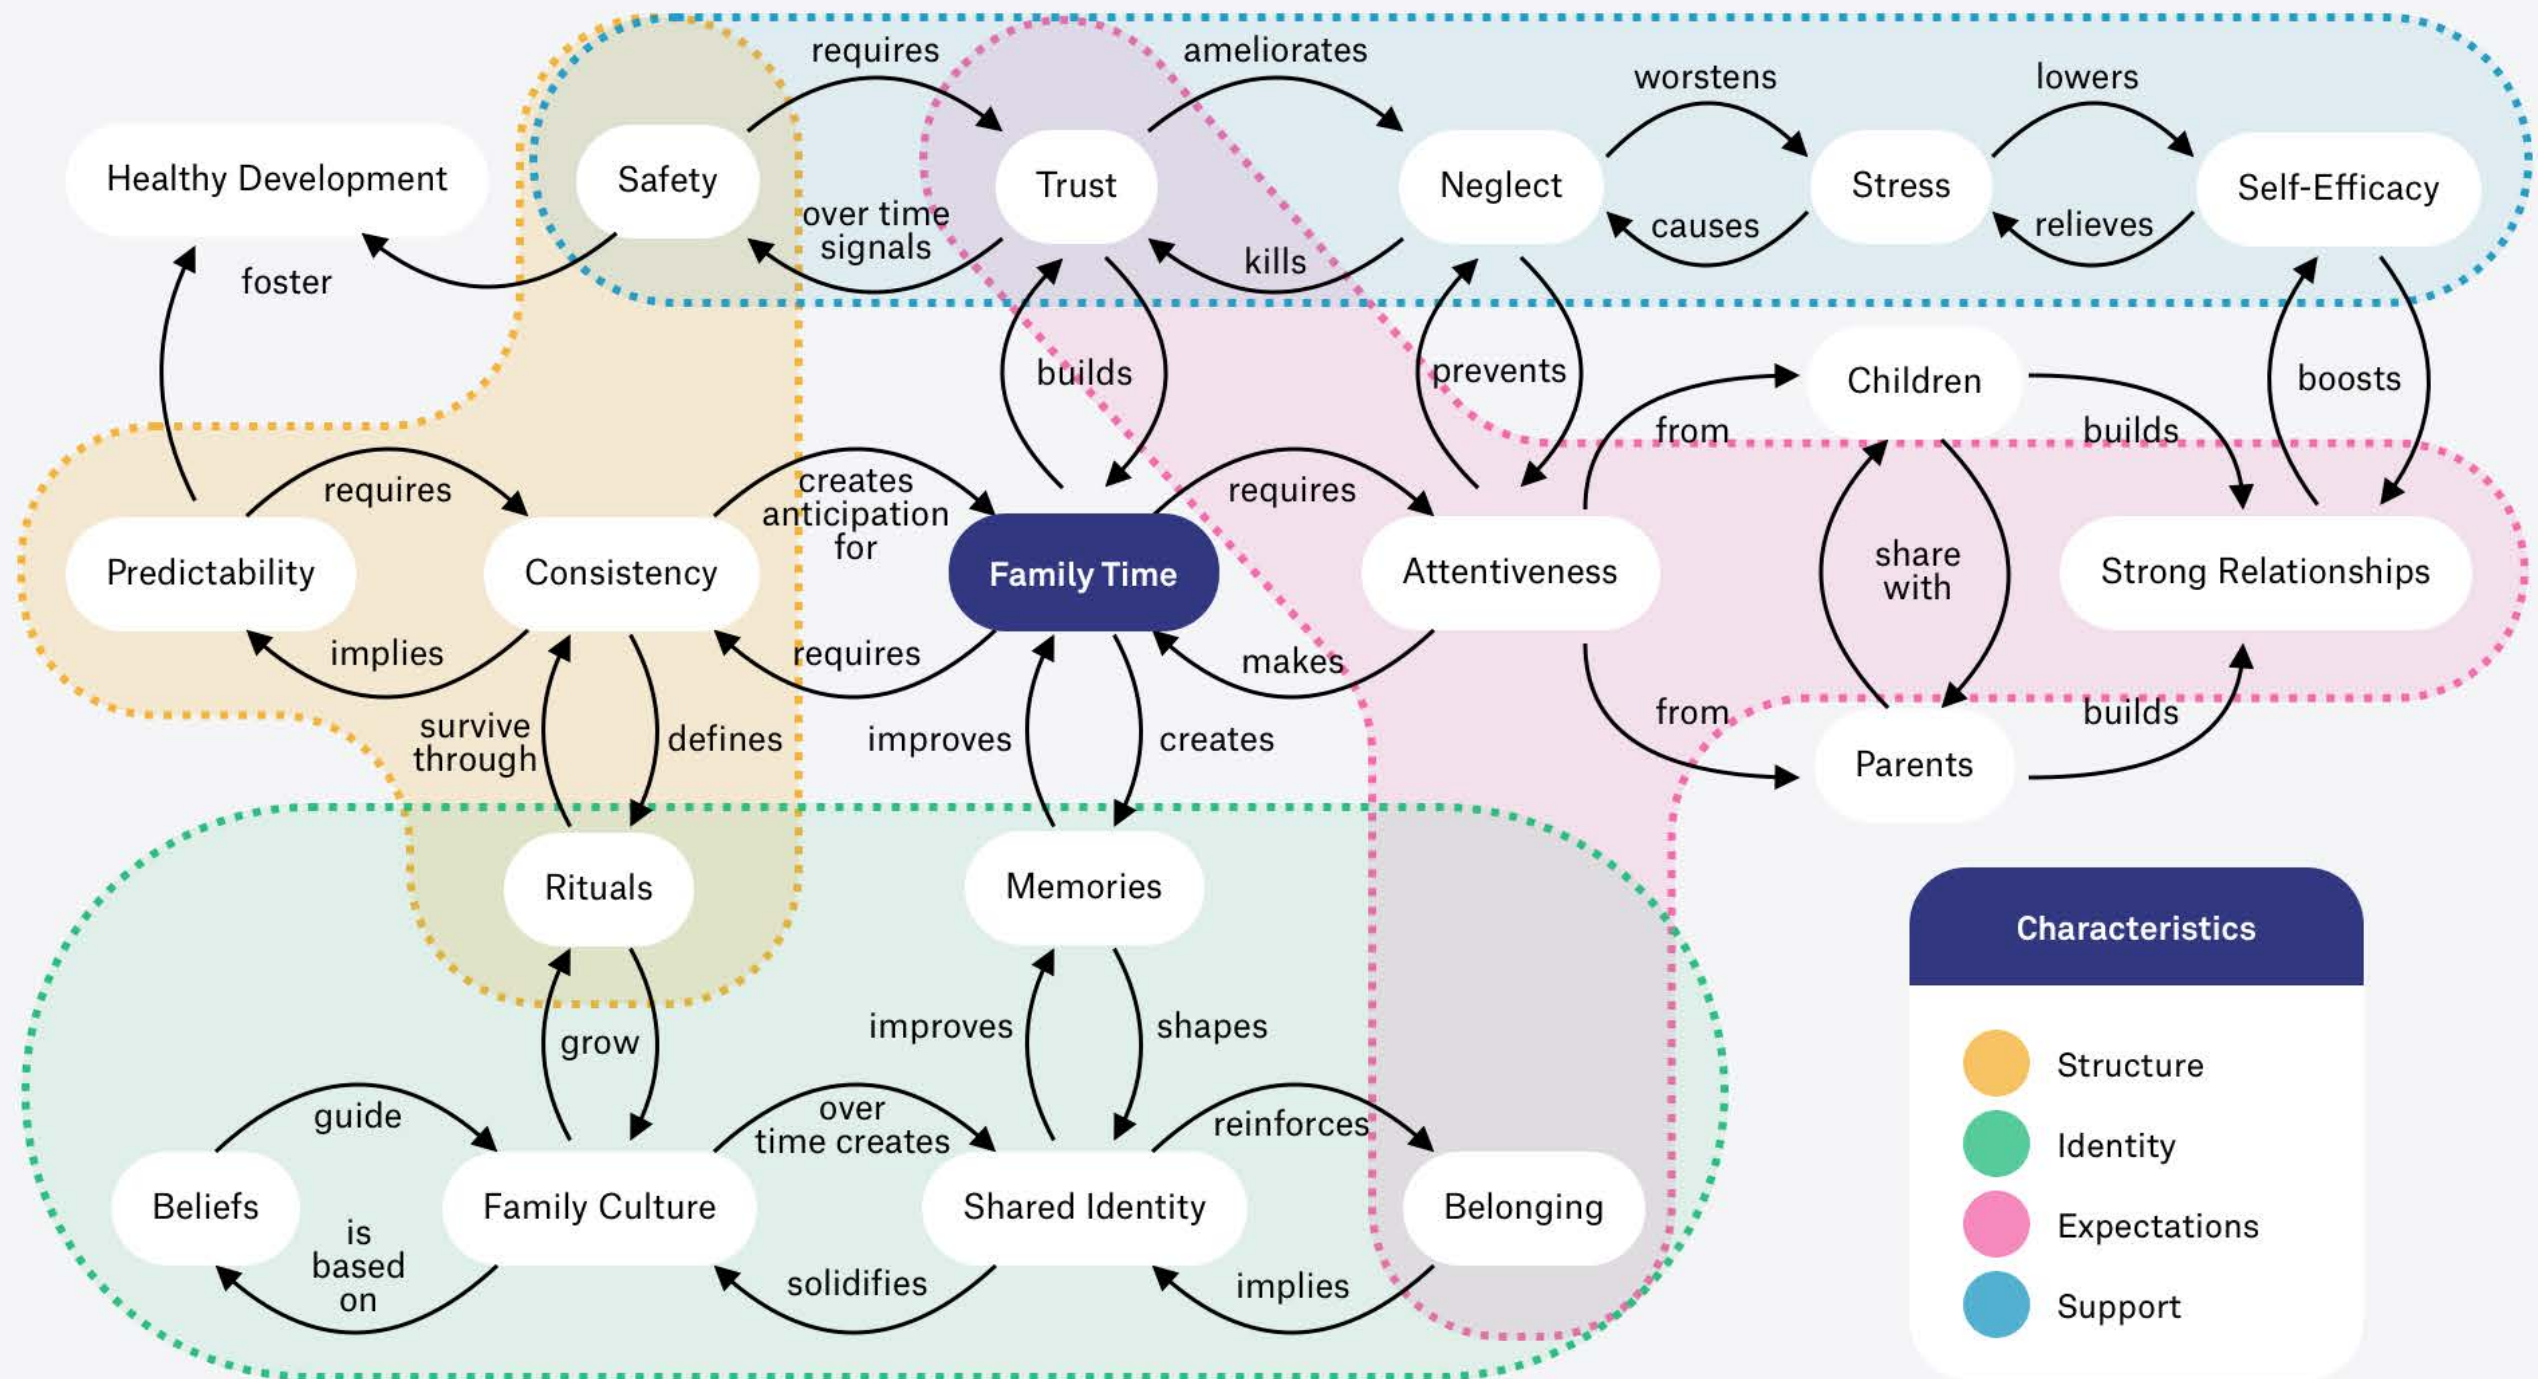 requires
ameliorates
worstens
lowers
Healthy Development
Safety
Trust
Neglect
Stress
Self-Efficacy
over time
signals
kills
causes
relieves
foster
builds
prevents
Children
boosts
from
builds
requires
creates
anticipation
for
requires
Predictability
Consistency
Family Time
Attentiveness
share
with
Strong Relationships
implies
requires
makes
survive
through
defines
improves
creates
from
builds
Parents
Rituals
Memories
grow
improves
shapes
guide
over
time creates
reinforces
Beliefs
Family Culture
Shared Identity
Belonging
is
based
on
solidifies
implies
Characteristics
Structure
Identity
Expectations
Support